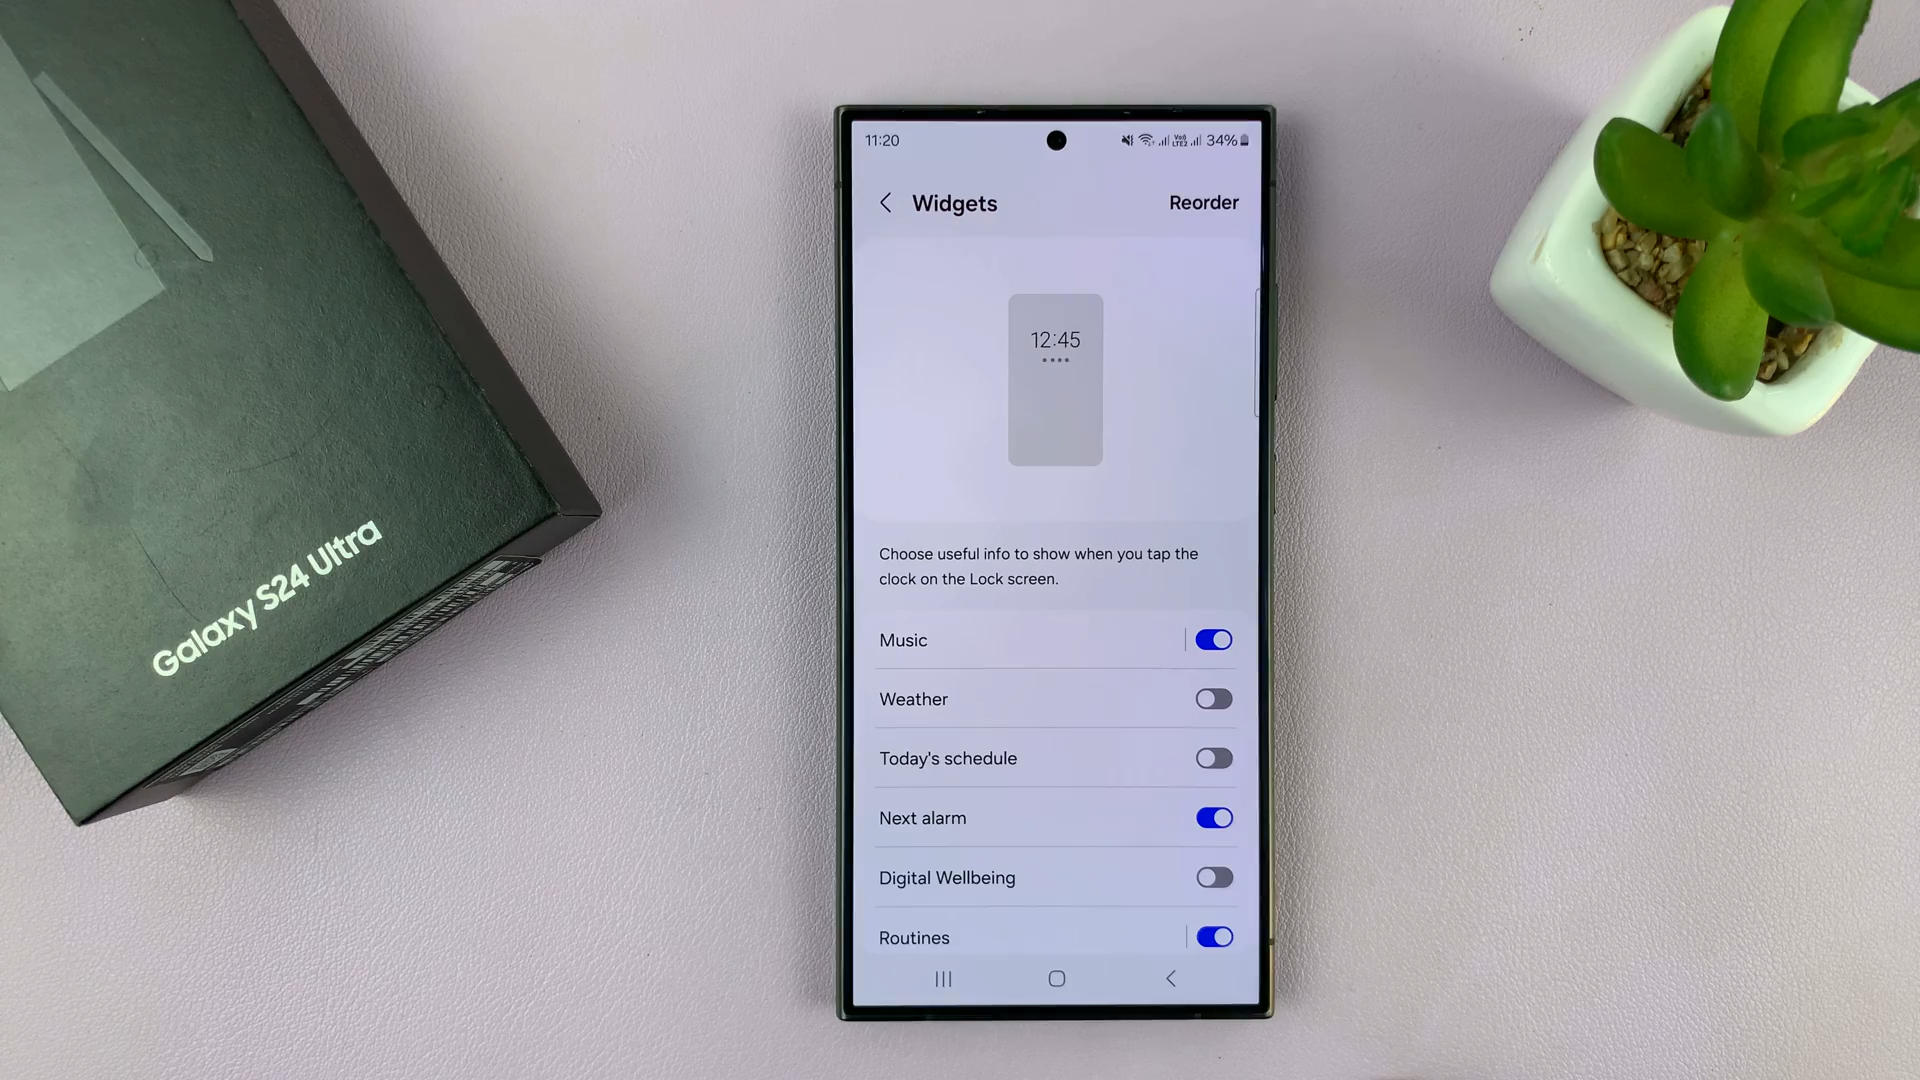 Galaxy S24 Ultra
11:20
34%
Widgets
Reorder
12:45
Choose useful info to show when you tap the
clock on the Lock screen.
Music
Weather
Today's schedule
Next alarm
Digital Wellbeing
Routines